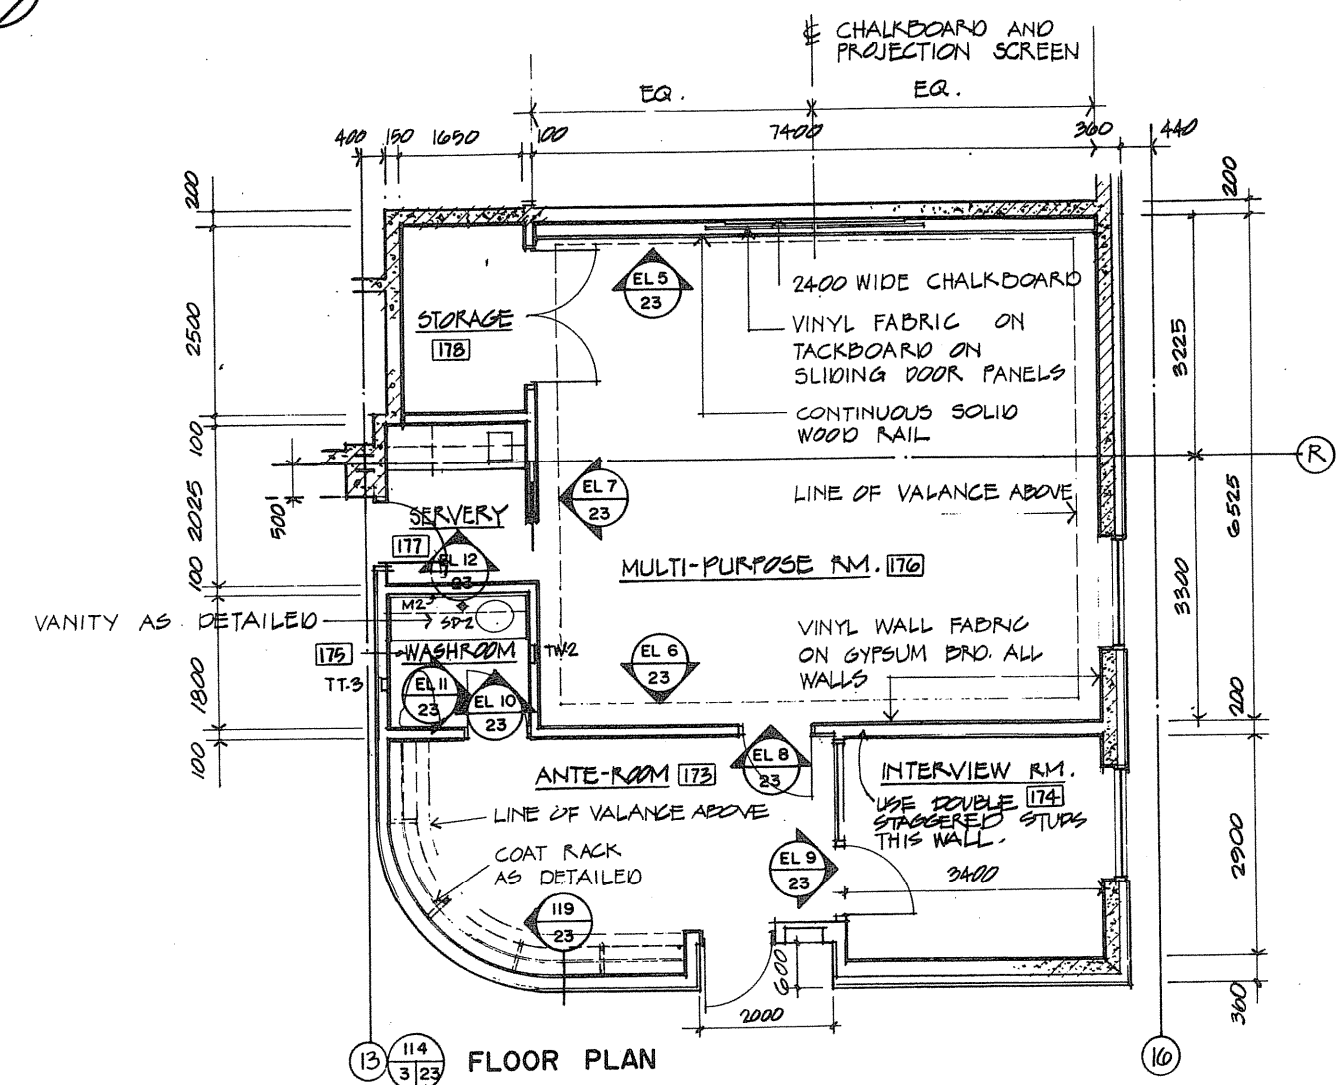 ℄ CHALKBOARD AND
PROJECTION SCREEN
EQ. EQ.
400 150 1650 100 7400 360 440
200 200
EL 5
23
2400 WIDE CHALKBOARD
STORAGE
178
VINYL FABRIC ON
TACKBOARD ON
SLIDING DOOR PANELS
2500
3225
CONTINUOUS SOLID
WOOD RAIL
100
R
EL 7
23
LINE OF VALANCE ABOVE
500
2025
6525
SERVERY
177
EL 12
23
MULTI-PURPOSE RM. 176
100
3300
M2
SD-2
VANITY AS DETAILED
VINYL WALL FABRIC
ON GYPSUM BRD. ALL
WALLS
175 WASHROOM TW-2
EL 6
23
TT-3
EL 11
23
EL 10
23
1800
200
100
EL 8
23
ANTE-ROOM 173
INTERVIEW RM.
174
USE DOUBLE
STAGGERED STUDS
THIS WALL.
LINE OF VALANCE ABOVE
COAT RACK
AS DETAILED
EL 9
23
3400
2900
119
23
600
2000
360
13
114
3 23
FLOOR PLAN
16